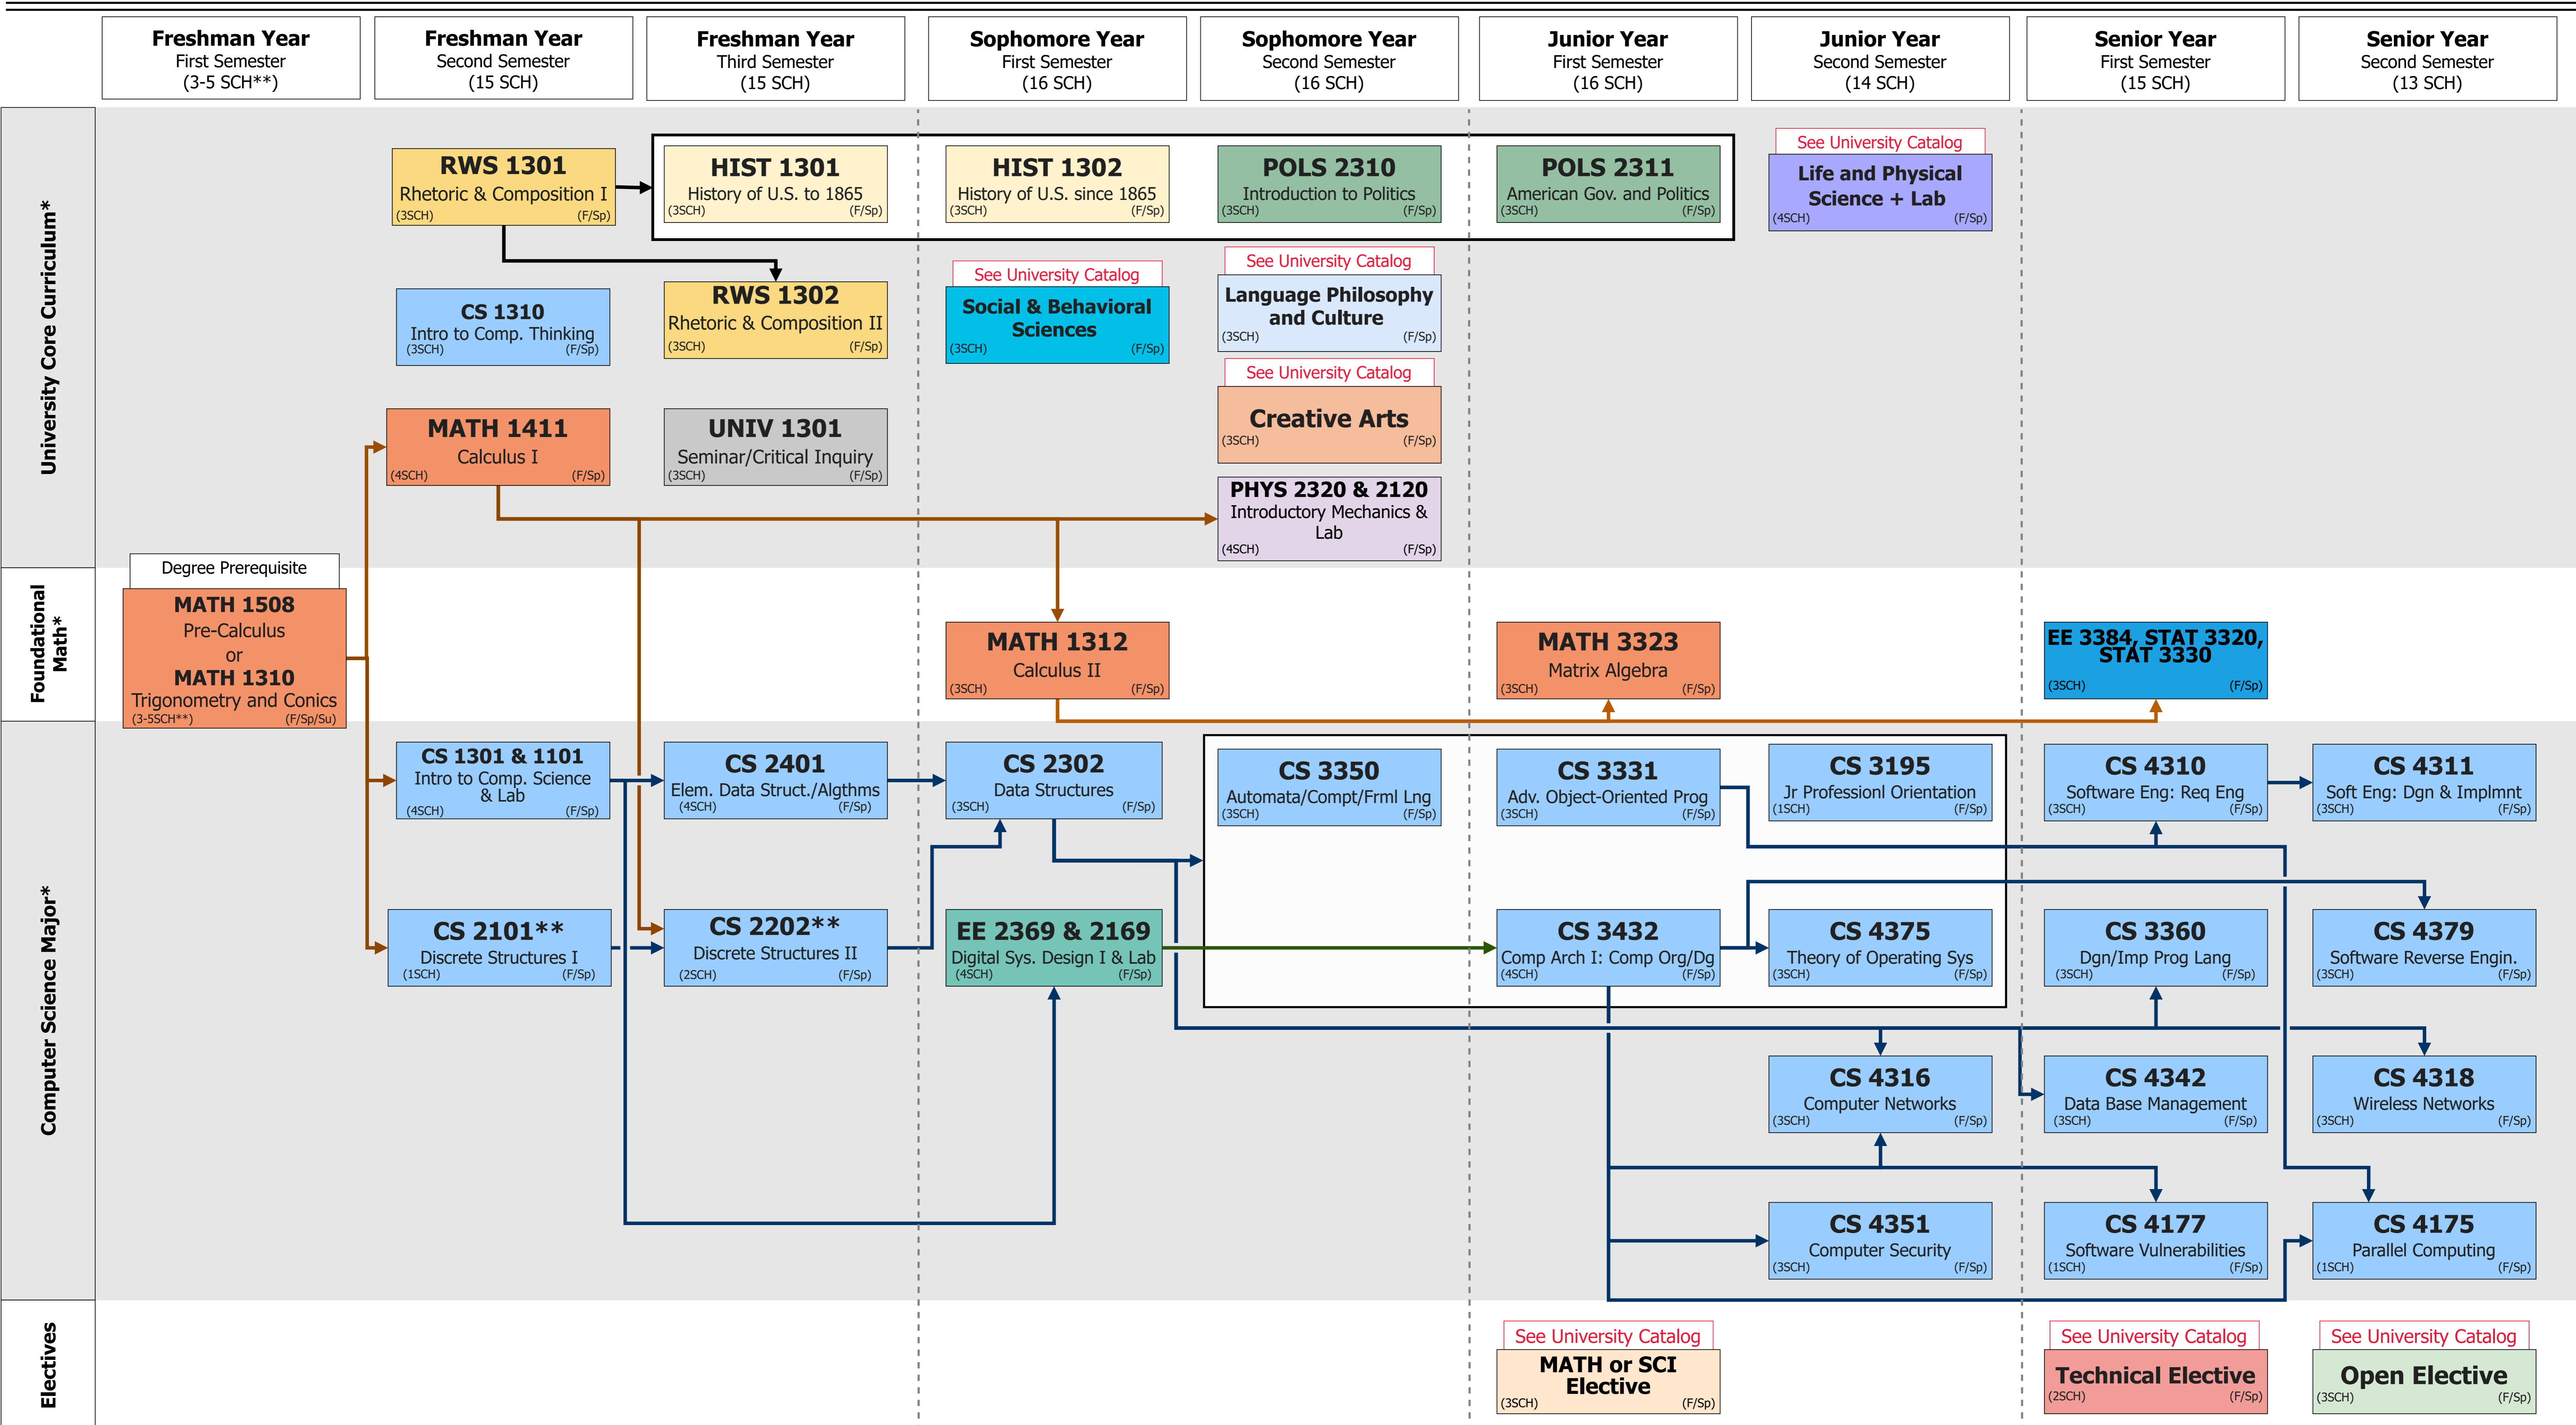 Freshman Year
First Semester
(3-5 SCH**)
Freshman Year
Second Semester
(15 SCH)
Freshman Year
Third Semester
(15 SCH)
Sophomore Year
First Semester
(16 SCH)
Sophomore Year
Second Semester
(16 SCH)
Junior Year
First Semester
(16 SCH)
Junior Year
Second Semester
(14 SCH)
Senior Year
First Semester
(15 SCH)
Senior Year
Second Semester
(13 SCH)
University Core Curriculum*
RWS 1301
Rhetoric & Composition I
(3SCH) (F/Sp)
HIST 1301
History of U.S. to 1865
(3SCH) (F/Sp)
HIST 1302
History of U.S. since 1865
(3SCH) (F/Sp)
POLS 2310
Introduction to Politics
(3SCH) (F/Sp)
POLS 2311
American Gov. and Politics
(3SCH) (F/Sp)
See University Catalog
Life and Physical
Science + Lab
(4SCH) (F/Sp)
CS 1310
Intro to Comp. Thinking
(3SCH) (F/Sp)
RWS 1302
Rhetoric & Composition II
(3SCH) (F/Sp)
See University Catalog
Social & Behavioral
Sciences
(3SCH) (F/Sp)
See University Catalog
Language Philosophy
and Culture
(3SCH) (F/Sp)
See University Catalog
Creative Arts
(3SCH) (F/Sp)
MATH 1411
Calculus I
(4SCH) (F/Sp)
UNIV 1301
Seminar/Critical Inquiry
(3SCH) (F/Sp)
PHYS 2320 & 2120
Introductory Mechanics &
Lab
(4SCH) (F/Sp)
Foundational
Math*
Degree Prerequisite
MATH 1508
Pre-Calculus
or
MATH 1310
Trigonometry and Conics
(3-5SCH**) (F/Sp/Su)
MATH 1312
Calculus II
(3SCH) (F/Sp)
MATH 3323
Matrix Algebra
(3SCH) (F/Sp)
EE 3384, STAT 3320,
STAT 3330
(3SCH) (F/Sp)
Computer Science Major*
CS 1301 & 1101
Intro to Comp. Science
& Lab
(4SCH) (F/Sp)
CS 2401
Elem. Data Struct./Algthms
(4SCH) (F/Sp)
CS 2302
Data Structures
(3SCH) (F/Sp)
CS 3350
Automata/Compt/Frml Lng
(3SCH) (F/Sp)
CS 3331
Adv. Object-Oriented Prog
(3SCH) (F/Sp)
CS 3195
Jr Professionl Orientation
(1SCH) (F/Sp)
CS 4310
Software Eng: Req Eng
(3SCH) (F/Sp)
CS 4311
Soft Eng: Dgn & Implmnt
(3SCH) (F/Sp)
CS 2101**
Discrete Structures I
(1SCH) (F/Sp)
CS 2202**
Discrete Structures II
(2SCH) (F/Sp)
EE 2369 & 2169
Digital Sys. Design I & Lab
(4SCH) (F/Sp)
CS 3432
Comp Arch I: Comp Org/Dg
(4SCH) (F/Sp)
CS 4375
Theory of Operating Sys
(3SCH) (F/Sp)
CS 3360
Dgn/Imp Prog Lang
(3SCH) (F/Sp)
CS 4379
Software Reverse Engin.
(3SCH) (F/Sp)
CS 4316
Computer Networks
(3SCH) (F/Sp)
CS 4342
Data Base Management
(3SCH) (F/Sp)
CS 4318
Wireless Networks
(3SCH) (F/Sp)
CS 4351
Computer Security
(3SCH) (F/Sp)
CS 4177
Software Vulnerabilities
(1SCH) (F/Sp)
CS 4175
Parallel Computing
(1SCH) (F/Sp)
Electives
See University Catalog
MATH or SCI
Elective
(3SCH) (F/Sp)
See University Catalog
Technical Elective
(2SCH) (F/Sp)
See University Catalog
Open Elective
(3SCH) (F/Sp)